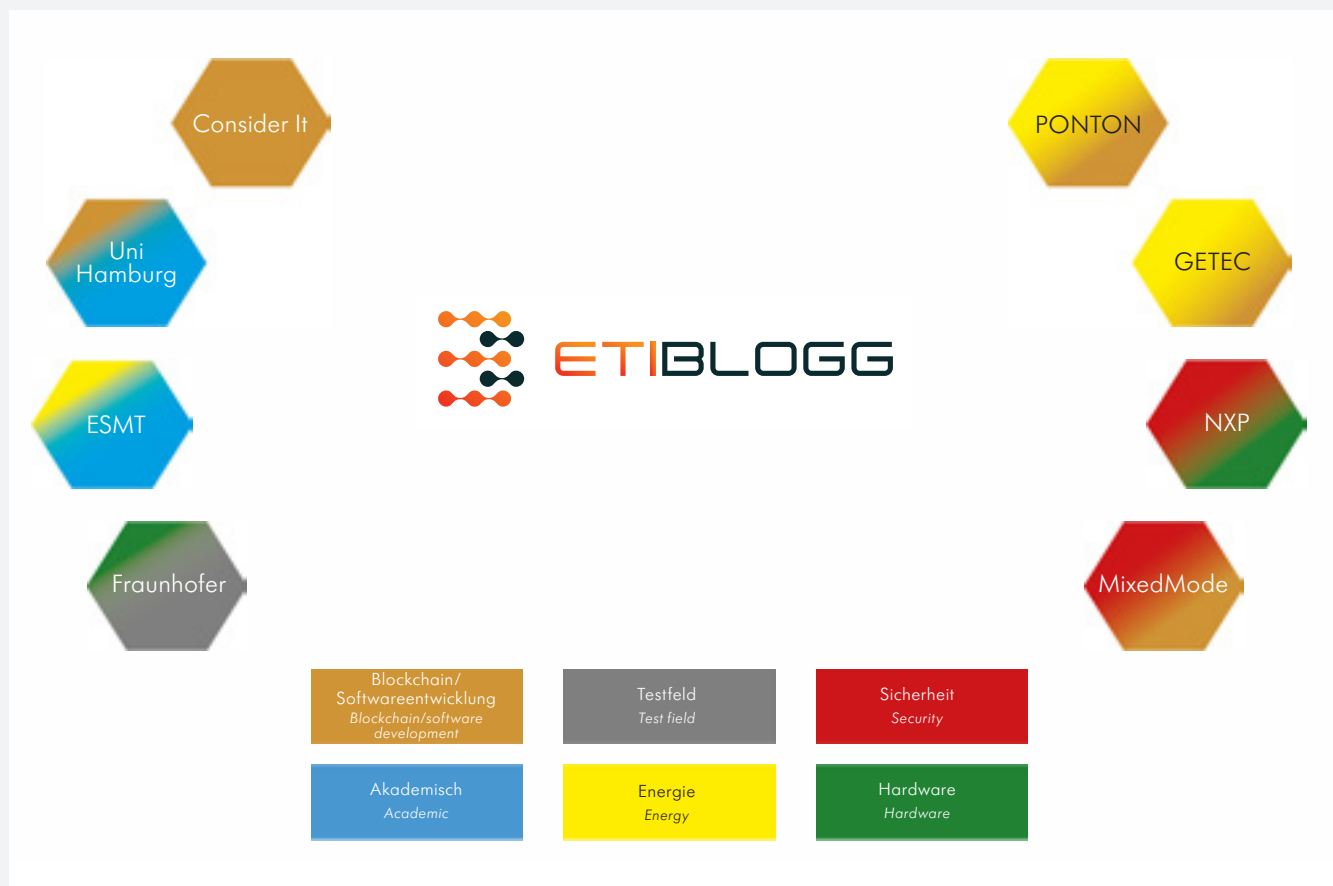 Consider It
PONTON
Uni
Hamburg
GETEC
ETIBLOGG
ESMT
NXP
Fraunhofer
MixedMode
Blockchain/
Softwareentwicklung
Blockchain/software
development
Testfeld
Test field
Sicherheit
Security
Akademisch
Academic
Energie
Energy
Hardware
Hardware